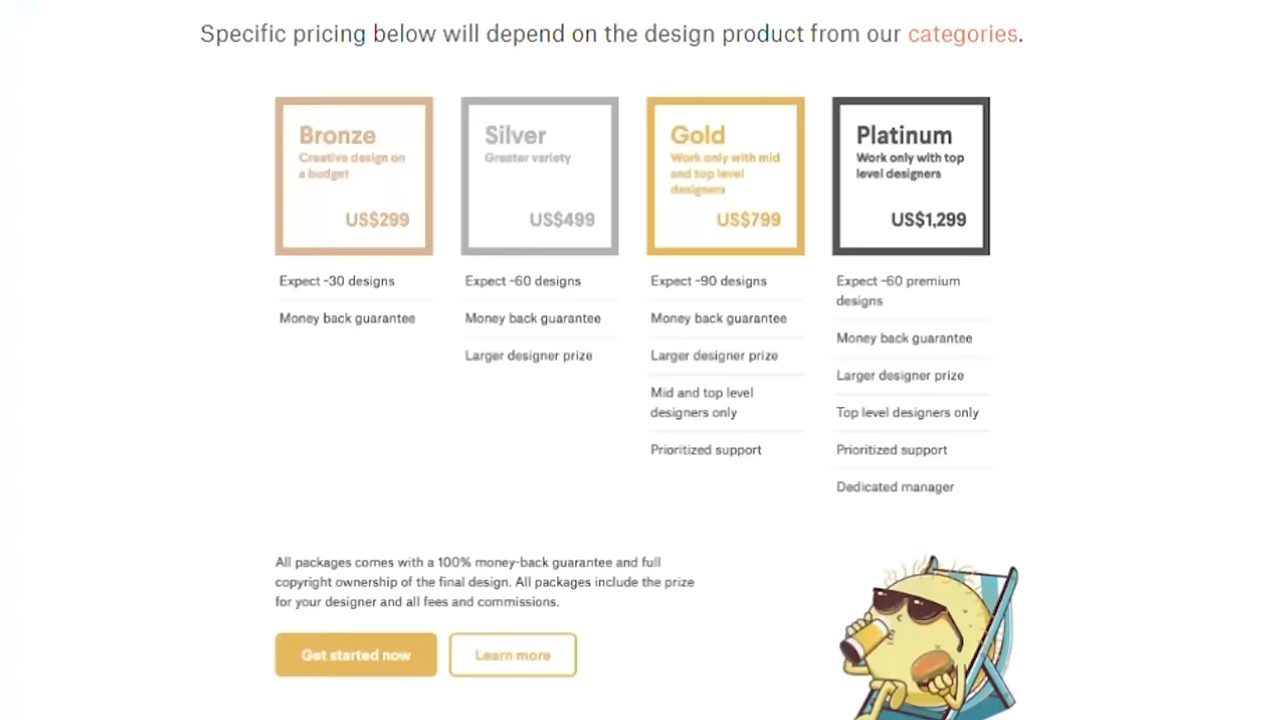 Specific pricing below will depend on the design product from our categories.
Bronze
Creative design on
a budget
US$299
Expect ~30 designs
Money back guarantee
Silver
Greater variety
US$499
Expect ~60 designs
Money back guarantee
Larger designer prize
Gold
Work only with mid
and top level
designers
US$799
Expect ~90 designs
Money back guarantee
Larger designer prize
Mid and top level
designers only
Prioritized support
Platinum
Work only with top
level designers
US$1,299
Expect ~60 premium
designs
Money back guarantee
Larger designer prize
Top level designers only
Prioritized support
Dedicated manager
All packages comes with a 100% money-back guarantee and full
copyright ownership of the final design. All packages include the prize
for your designer and all fees and commissions.
Get started now
Learn more